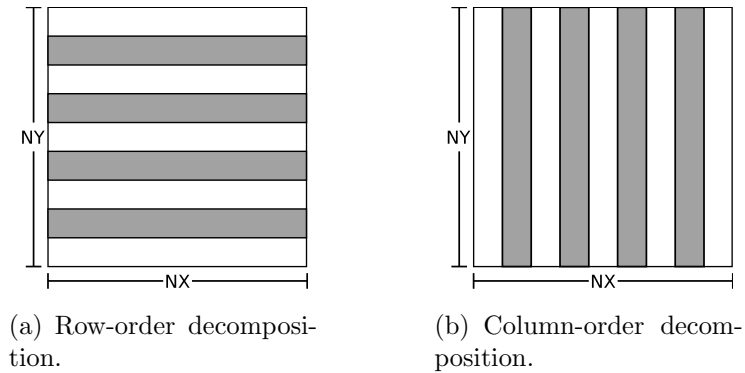 NY
NX
(a) Row-order decomposi-
tion.
NY
NX
(b) Column-order decom-
position.